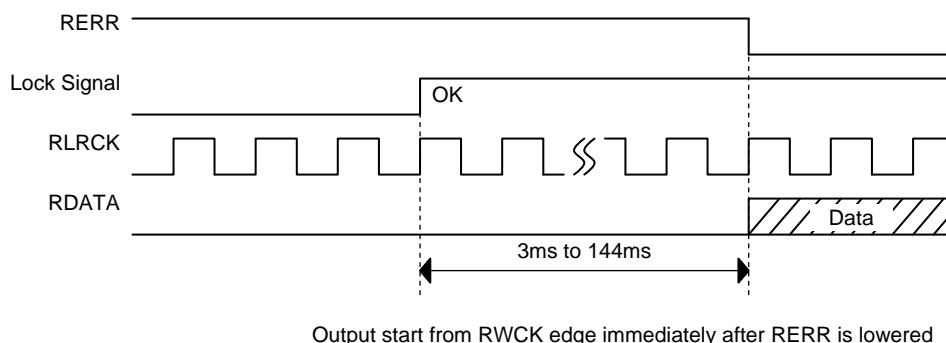 RERR
Lock Signal
OK
RLRCK
RDATA
Data
3ms to 144ms
Output start from RWCK edge immediately after RERR is lowered